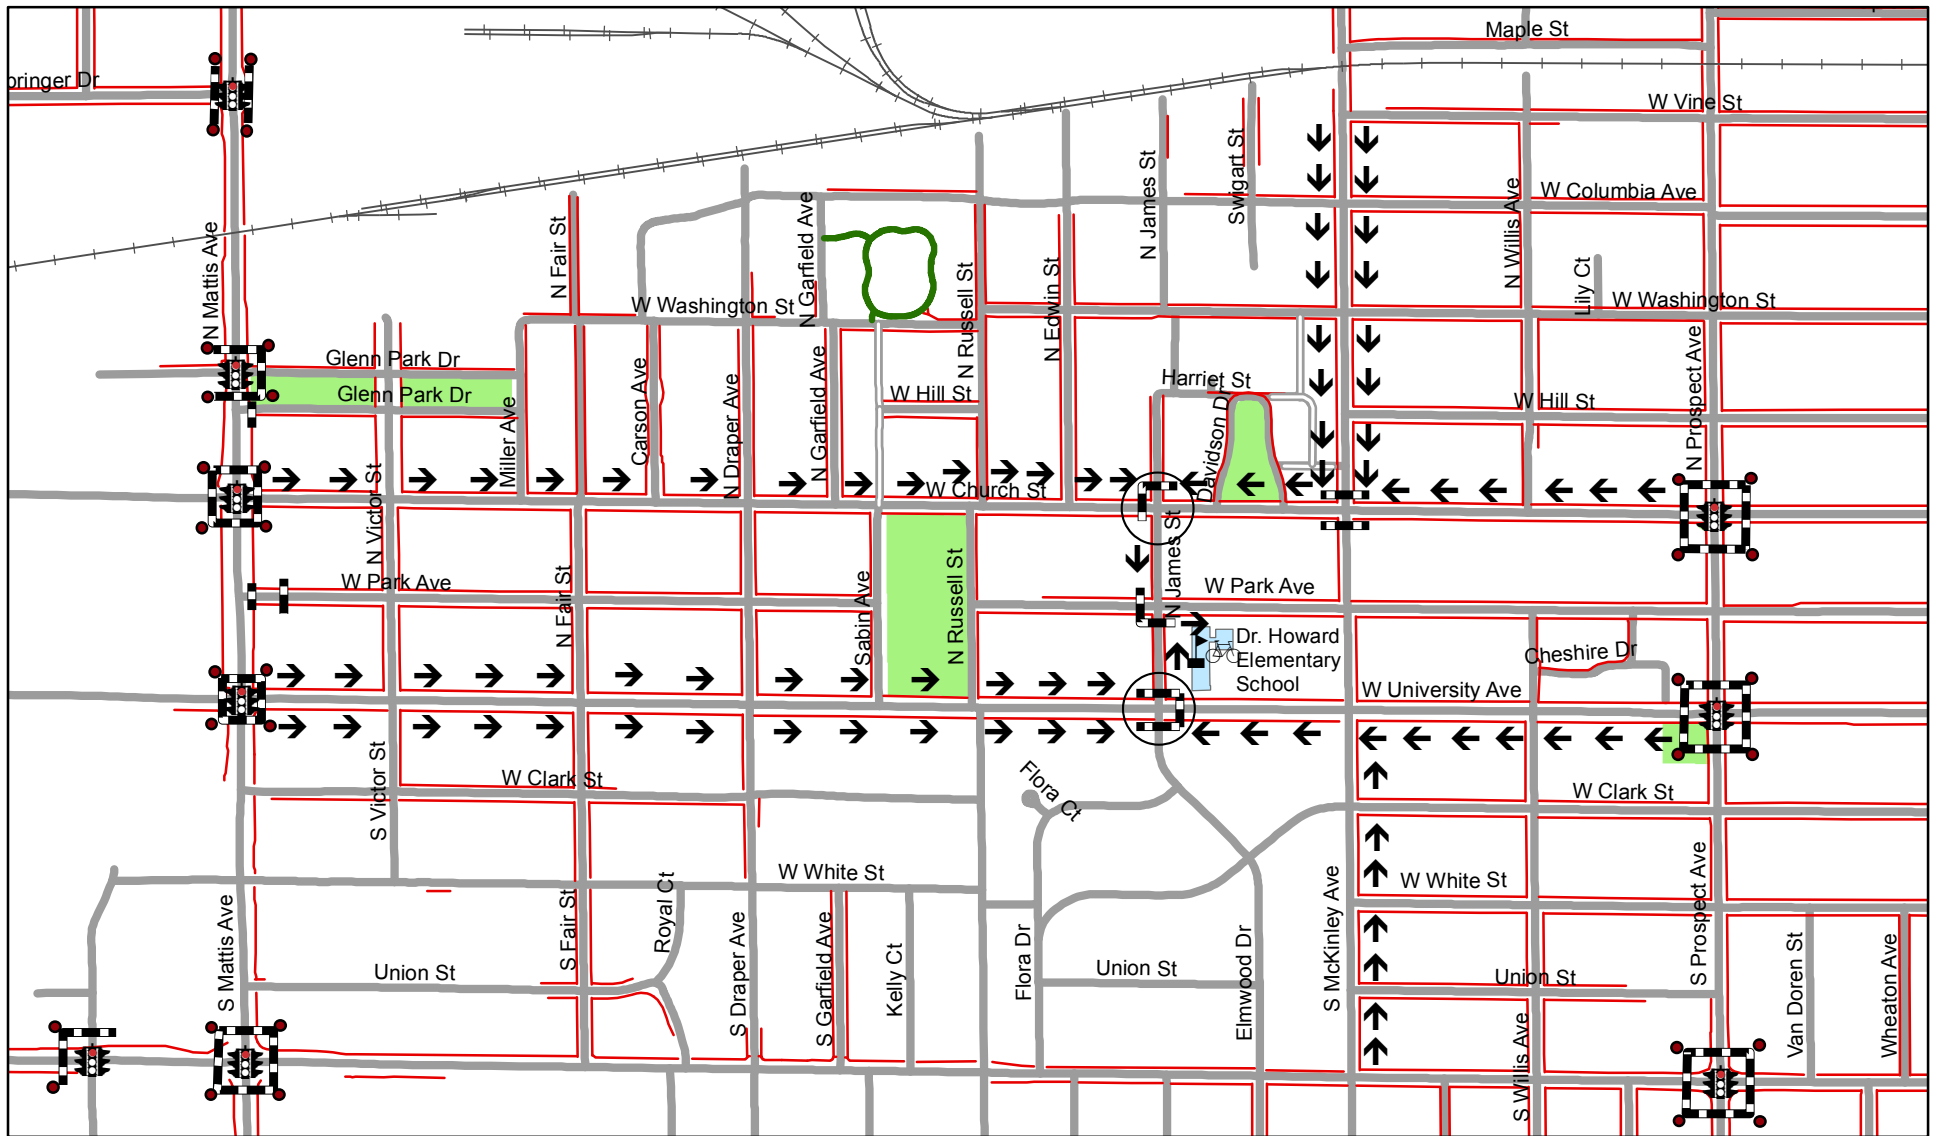 Maple St
pringer Dr
W Vine St
N James St
Swigart St
N Willis Ave
W Columbia Ave
N Mattis Ave
N Fair St
N Garfield Ave
N Russell St
N Edwin St
Lily Ct
W Washington St
W Washington St
Glenn Park Dr
Glenn Park Dr
Miller Ave
Carson Ave
N Draper Ave
N Garfield Ave
W Hill St
Harriet St
Davidson Dr
W Hill St
N Prospect Ave
N Victor St
W Church St
N James St
W Park Ave
N Fair St
Sabin Ave
N Russell St
W Park Ave
Dr. Howard
Elementary
School
Cheshire Dr
W University Ave
S Victor St
W Clark St
Flora Ct
W Clark St
W White St
W White St
S Mattis Ave
S Fair St
Royal Ct
S Draper Ave
S Garfield Ave
Kelly Ct
Flora Dr
Union St
Union St
Elmwood Dr
S McKinley Ave
Union St
S Willis Ave
S Prospect Ave
Van Doren St
Wheaton Ave